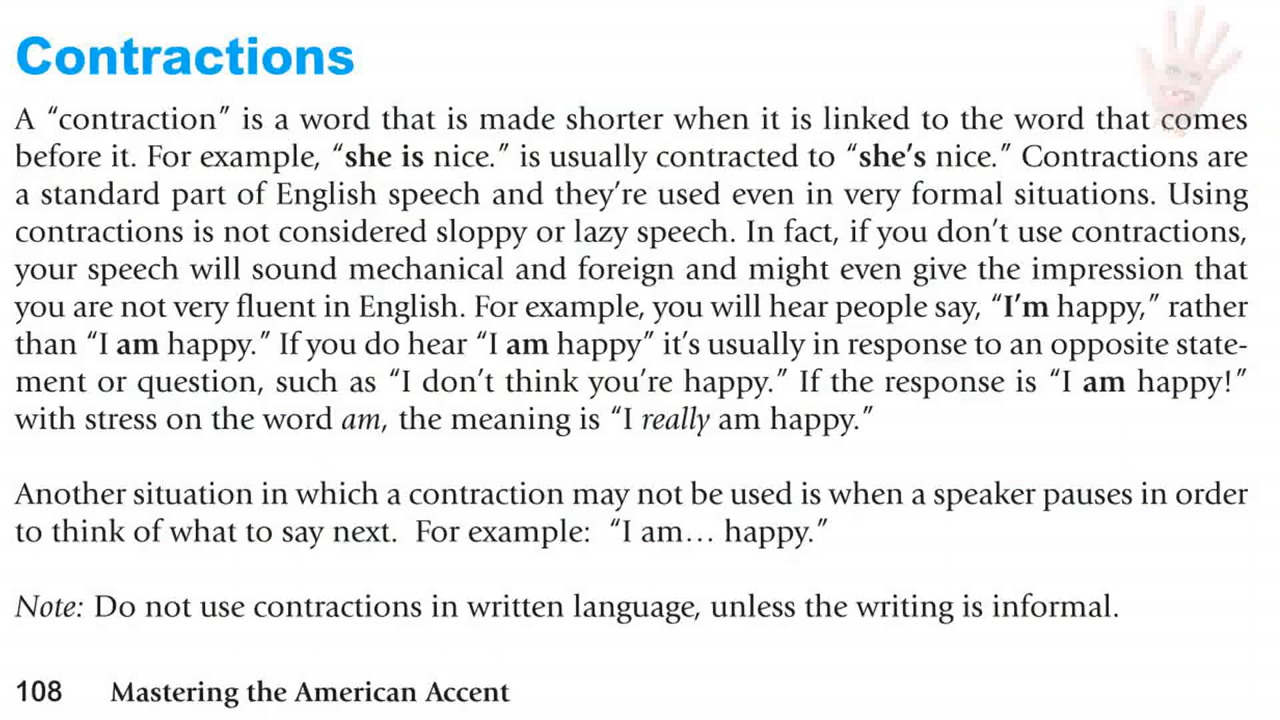 Contractions
A “contraction” is a word that is made shorter when it is linked to the word that comes
before it. For example, “she is nice.” is usually contracted to “she’s nice.” Contractions are
a standard part of English speech and they’re used even in very formal situations. Using
contractions is not considered sloppy or lazy speech. In fact, if you don’t use contractions,
your speech will sound mechanical and foreign and might even give the impression that
you are not very fluent in English. For example, you will hear people say, “I’m happy,” rather
than “I am happy.” If you do hear “I am happy” it’s usually in response to an opposite state-
ment or question, such as “I don’t think you’re happy.” If the response is “I am happy!”
with stress on the word am, the meaning is “I really am happy.”
Another situation in which a contraction may not be used is when a speaker pauses in order
to think of what to say next. For example: “I am… happy.”
Note: Do not use contractions in written language, unless the writing is informal.
108 Mastering the American Accent